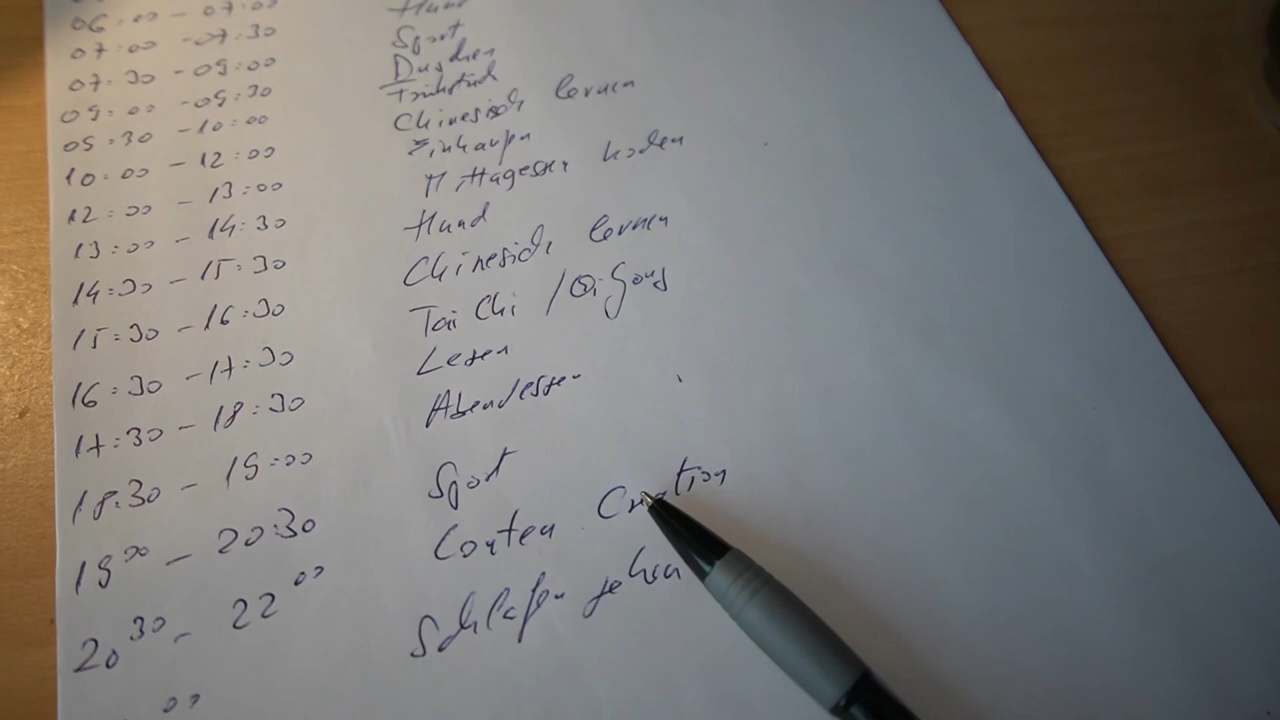 06:00 - 07:00 Hund
07:00 - 07:30 Sport
07:30 - 09:00 Duschen
09:00 - 09:30 Frühstück
09:30 - 10:00 Chinesisch lernen
10:00 - 12:00 Einkaufen
12:00 - 13:00 Mittagessen kochen
13:00 - 14:30 Hund
14:30 - 15:30 Chinesich lernen
15:30 - 16:30 Tai Chi / Qi Gong
16:30 - 17:30 Lesen
17:30 - 18:30 Abendessen
18:30 - 19:00 Sport
19 00 - 20:30 Conten Creation
20 30 - 22 00 Schlafen gehen
00